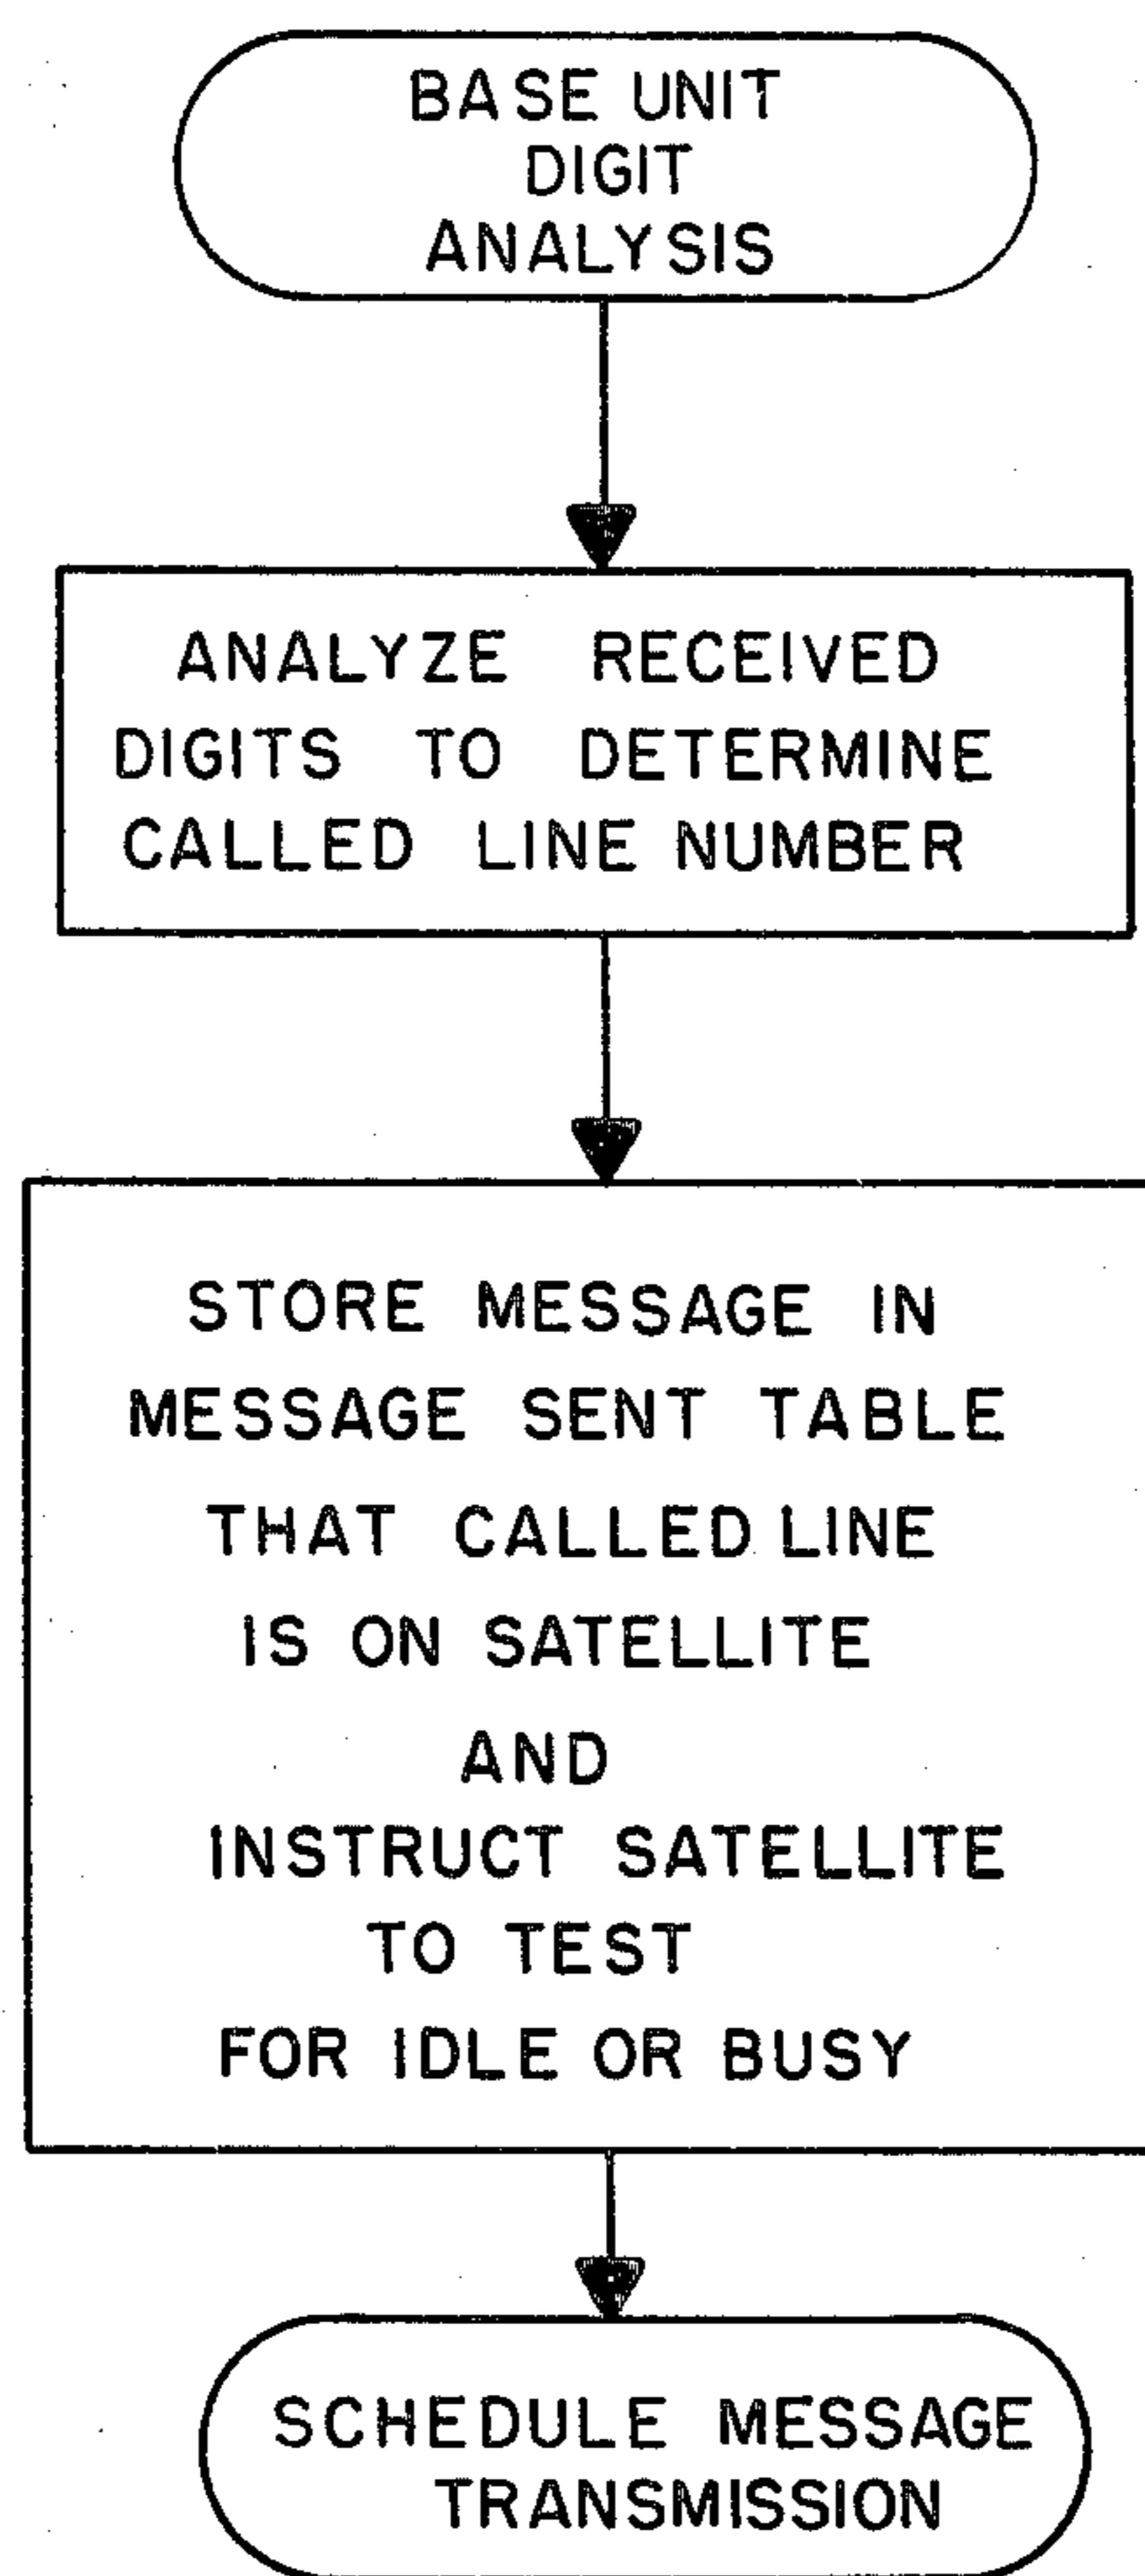 BASE UNIT
DIGIT
ANALYSIS
ANALYZE RECEIVED
DIGITS TO DETERMINE
CALLED LINE NUMBER
STORE MESSAGE IN
MESSAGE SENT TABLE
THAT CALLED LINE
IS ON SATELLITE
AND
INSTRUCT SATELLITE
TO TEST
FOR IDLE OR BUSY
SCHEDULE MESSAGE
TRANSMISSION